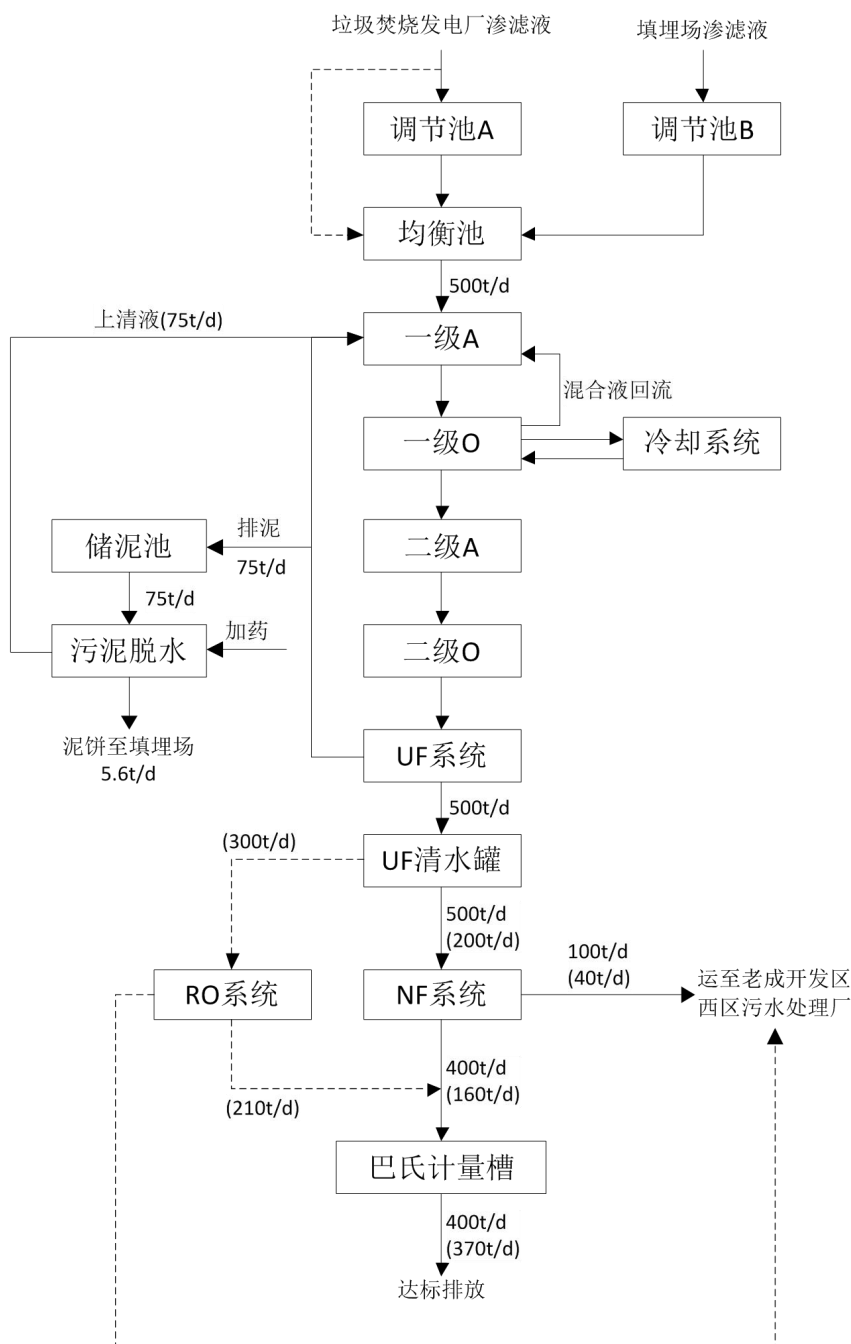 垃圾焚烧发电厂渗滤液
填埋场渗滤液
调节池A
调节池B
均衡池
500t/d
上清液(75t/d)
一级A
混合液回流
一级O
冷却系统
排泥
储泥池
75t/d
二级A
75t/d
加药
污泥脱水
二级O
泥饼至填埋场
5.6t/d
UF系统
500t/d
(300t/d)
UF清水罐
500t/d
(200t/d)
100t/d
(40t/d)
RO系统
NF系统
运至老成开发区
西区污水处理厂
400t/d
(160t/d)
(210t/d)
巴氏计量槽
400t/d
(370t/d)
达标排放